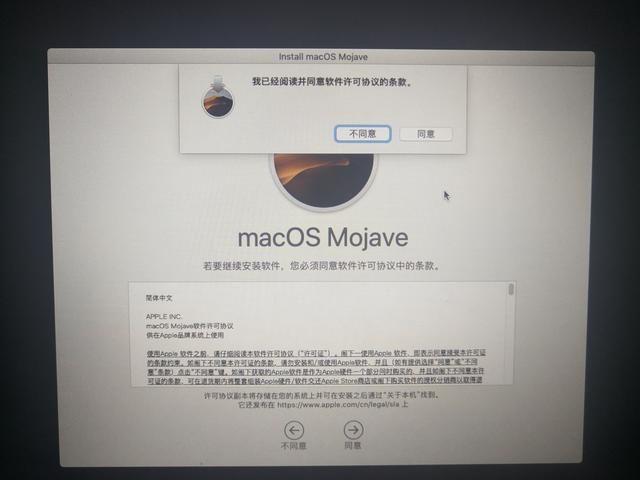 Install macOS Mojave
我已经阅读并同意软件许可协议的条款。
不同意
同意
macOS Mojave
若要继续安装软件，您必须同意软件许可协议中的条款。
简体中文
APPLE INC.
macOS Mojave软件许可协议
供在Apple品牌系统上使用
使用Apple 软件之前，请仔细阅读本软件许可协议（“许可证”）。阁下一使用Apple 软件，即表示同意接受本许可证
的条款约束。如阁下不同意本许可证的条款，请勿安装和/或使用Apple软件，并且（如有提供选择“同意”或“不同
意”条款）点击“不同意”键。如阁下获取的Apple软件是作为Apple硬件一个部分同时购买的，并且如阁下不同意本许
可证的条款，可在退货期内将整套组装Apple硬件/软件交还Apple Store商店或阁下购买软件的授权分销商以取得退
许可协议副本将存储在您的系统上并可在安装之后通过“关于本机”找到。
它还发布在 https://www.apple.com/cn/legal/sla 上
不同意
同意